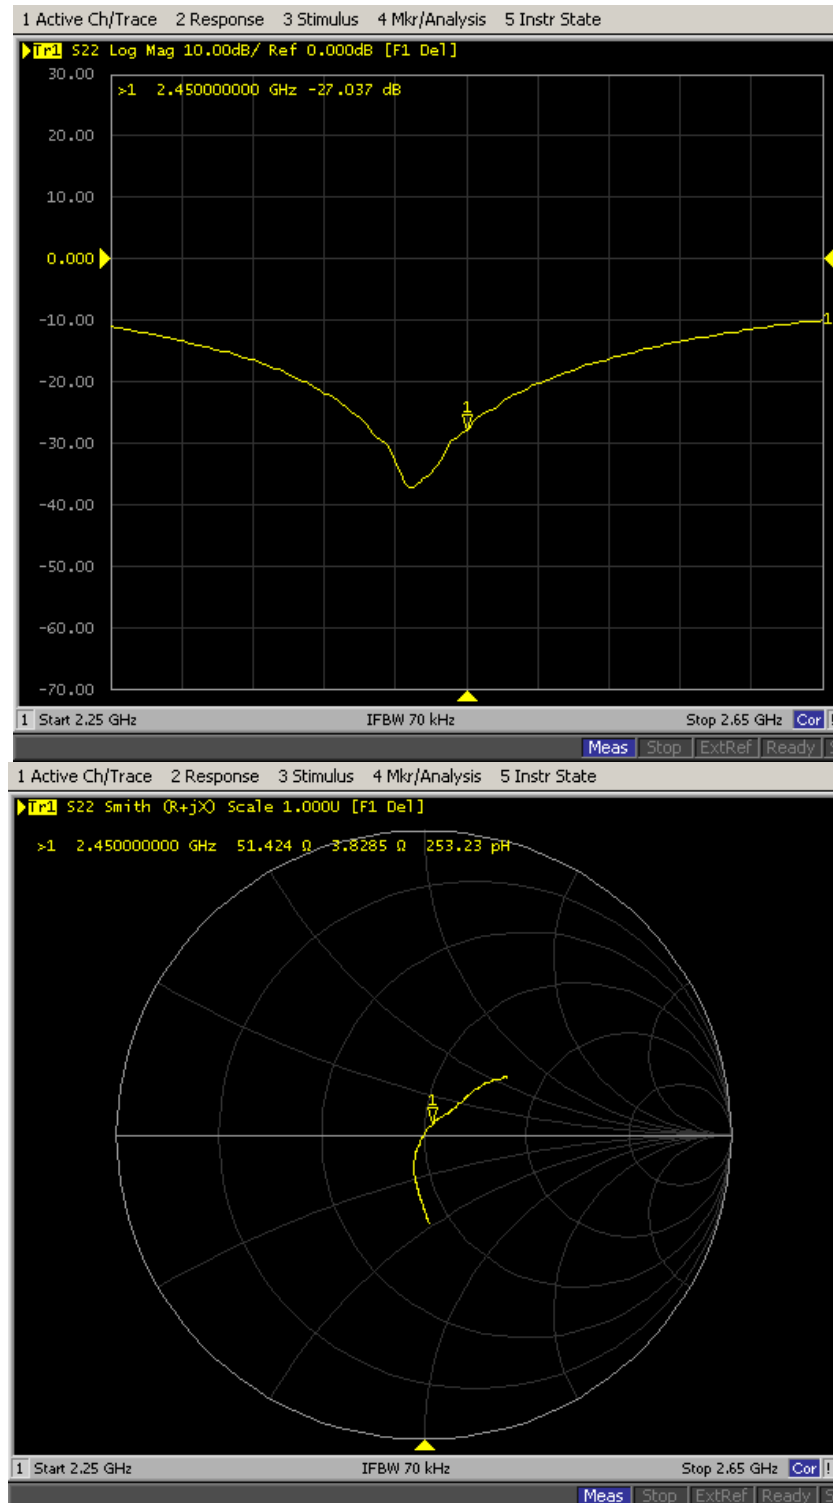 1 Active Ch/Trace 2 Response 3 Stimulus 4 Mkr/Analysis 5 Instr State
Tr1 S22 Log Mag 10.00dB/ Ref 0.000dB [F1 Del]
30.00
>1 2.450000000 GHz -27.037 dB
20.00
10.00
0.000
-10.00
1
-20.00
1
-30.00
-40.00
-50.00
-60.00
-70.00
1 Start 2.25 GHz IFBW 70 kHz Stop 2.65 GHz Cor !
Meas Stop ExtRef Ready
1 Active Ch/Trace 2 Response 3 Stimulus 4 Mkr/Analysis 5 Instr State
Tr1 S22 Smith (R+jX) Scale 1.000U [F1 Del]
>1 2.450000000 GHz 51.424 Ω 3.8285 Ω 253.23 pH
1
1 Start 2.25 GHz IFBW 70 kHz Stop 2.65 GHz Cor !
Meas Stop ExtRef Ready